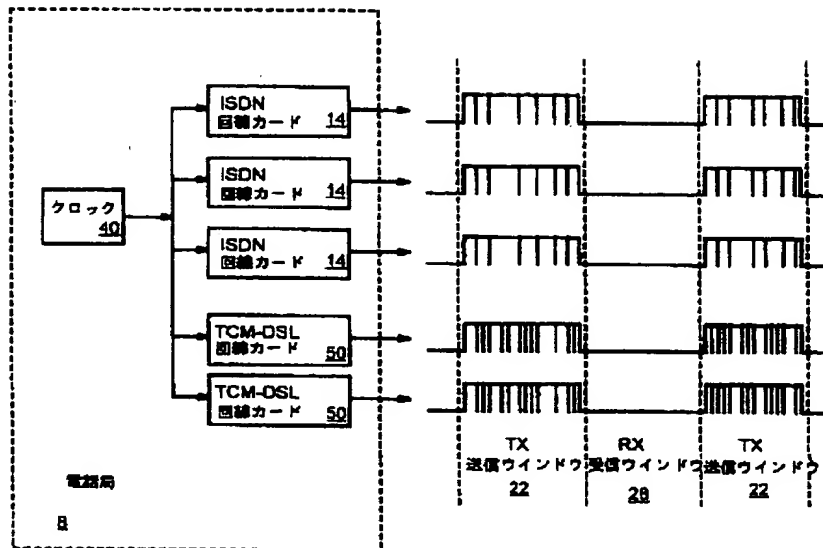 ISDN
回線カード 14
ISDN
回線カード 14
クロック
40
ISDN
回線カード 14
TCM-DSL
回線カード 50
TCM-DSL
回線カード 50
電話局
8
TX
送信ウインドウ
22
RX
受信ウインドウ
28
TX
送信ウインドウ
22